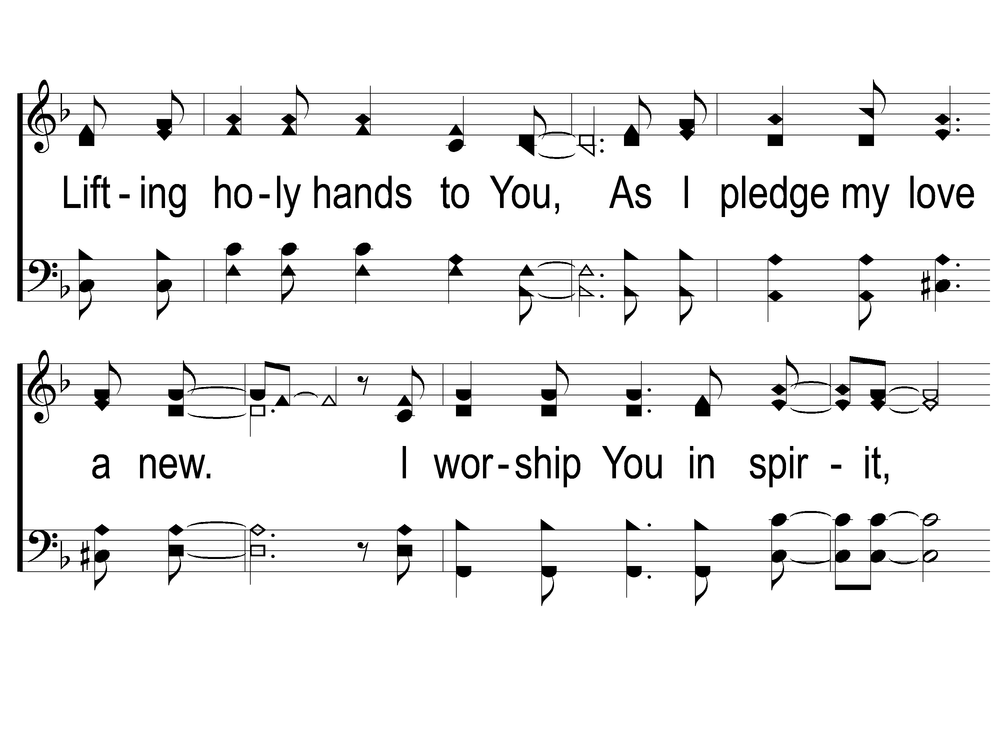 Lift - ing ho - ly hands to You, As I pledge my love
a new. I wor - ship You in spir - it,